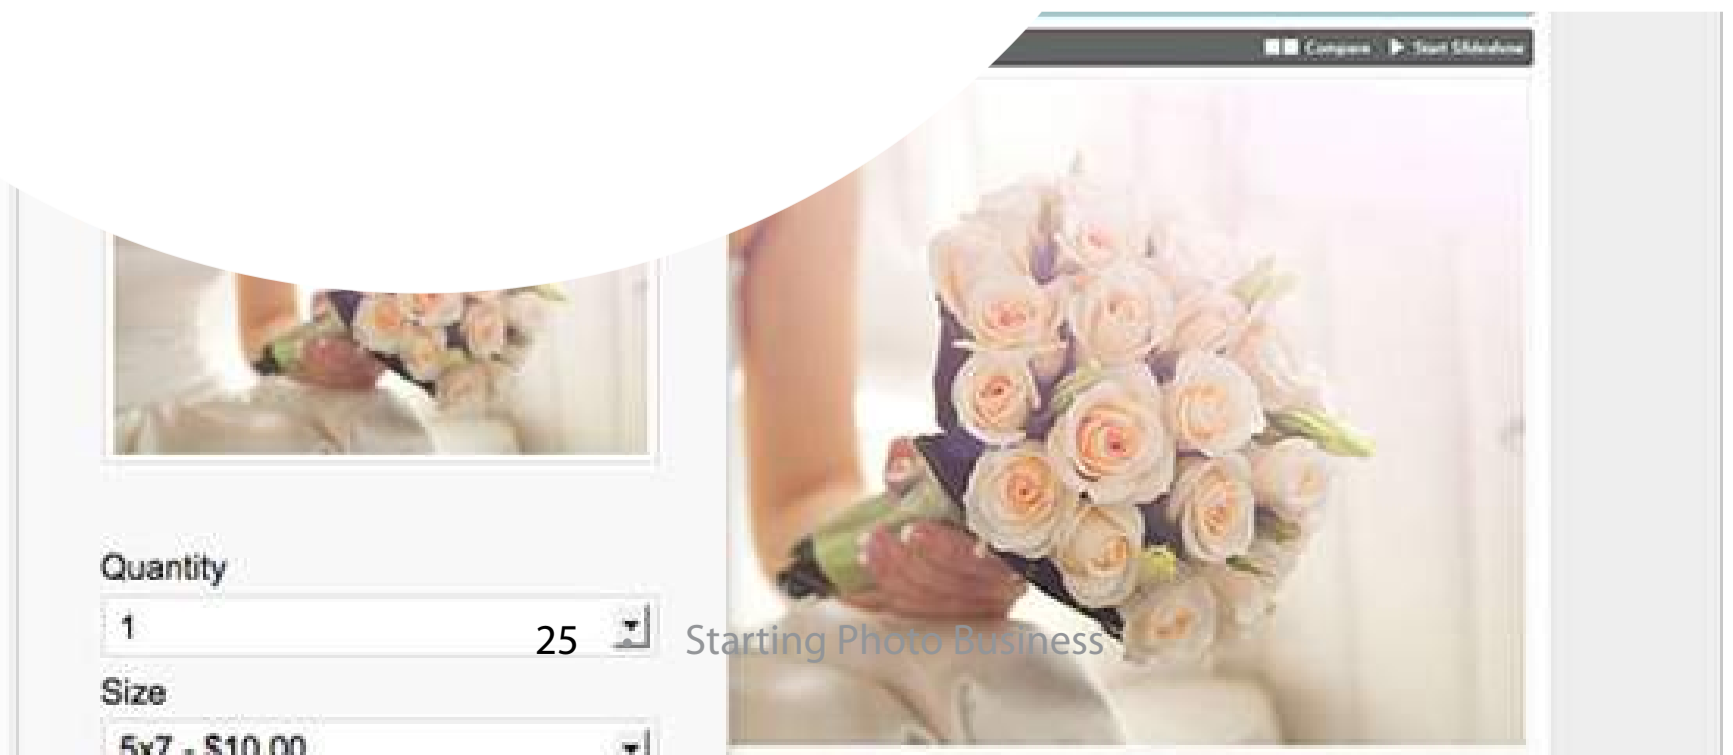 Compare Start Slideshow
Quantity
1
25 Starting Photo Business
Size
5x7 - $10.00